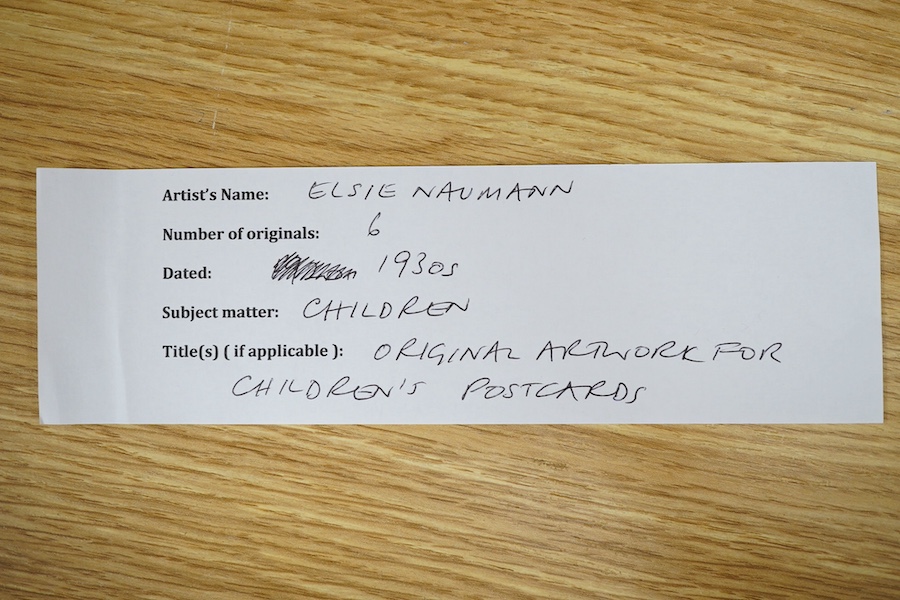 Artist's Name: ELSIE NAUMANN
Number of originals: 6
Dated: 1930s
Subject matter: CHILDREN
Title(s) ( if applicable ): ORIGINAL ARTWORK FOR
CHILDREN'S POSTCARDS